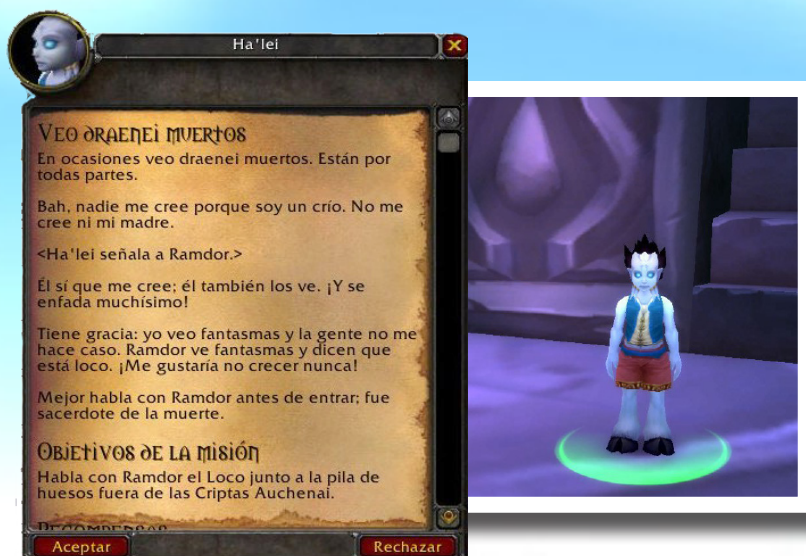 Ha'lei
Veo draenei muertos
En ocasiones veo draenei muertos. Están por
todas partes.
Bah, nadie me cree porque soy un crío. No me
cree ni mi madre.
<Ha'lei señala a Ramdor.>
Él sí que me cree; él también los ve. ¡Y se
enfada muchísimo!
Tiene gracia: yo veo fantasmas y la gente no me
hace caso. Ramdor ve fantasmas y dicen que
está loco. ¡Me gustaría no crecer nunca!
Mejor habla con Ramdor antes de entrar; fue
sacerdote de la muerte.
Objetivos de la misión
Habla con Ramdor el Loco junto a la pila de
huesos fuera de las Criptas Auchenai.
Recompensas
Aceptar
Rechazar